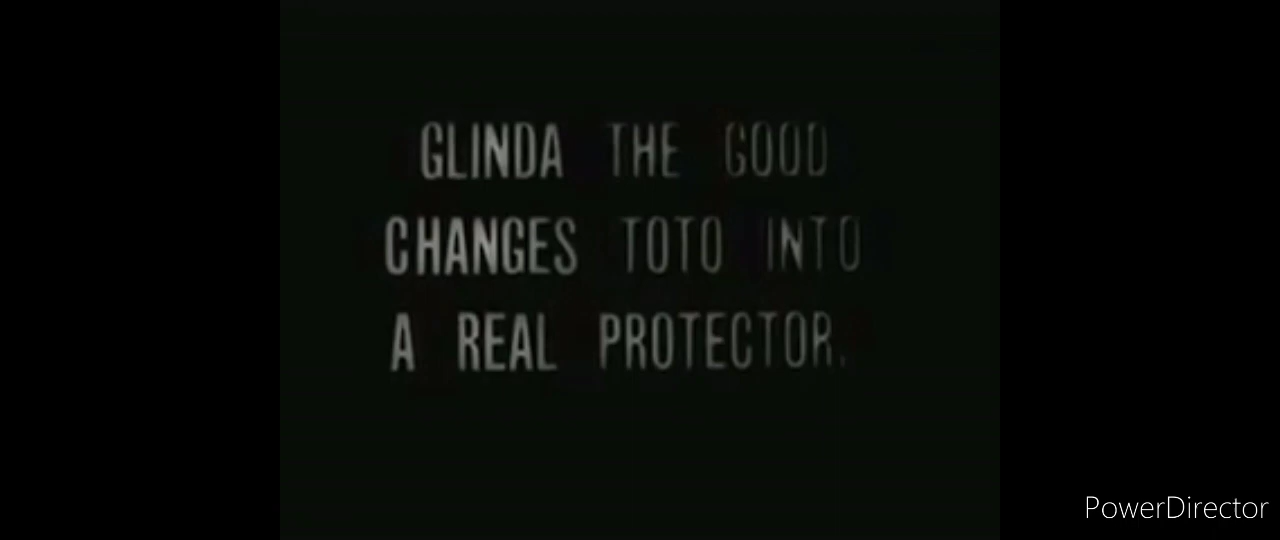 GLINDA THE GOOD
CHANGES TOTO INTO
A REAL PROTECTOR.
PowerDirector